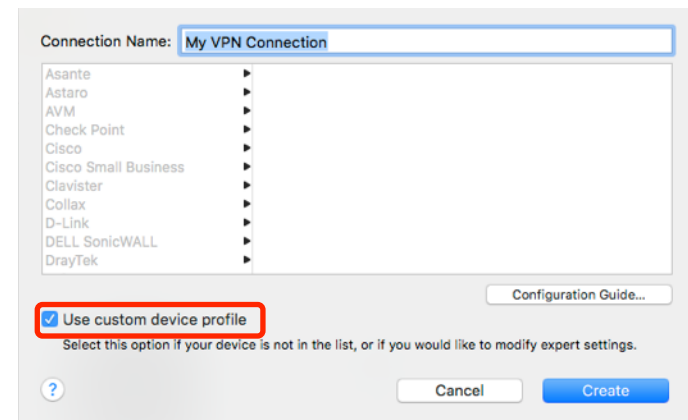 Connection Name: My VPN Connection
Asante
Astaro
AVM
Check Point
Cisco
Cisco Small Business
Clavister
Collax
D-Link
DELL SonicWALL
DrayTek
Configuration Guide...
Use custom device profile
Select this option if your device is not in the list, or if you would like to modify expert settings.
? Cancel Create